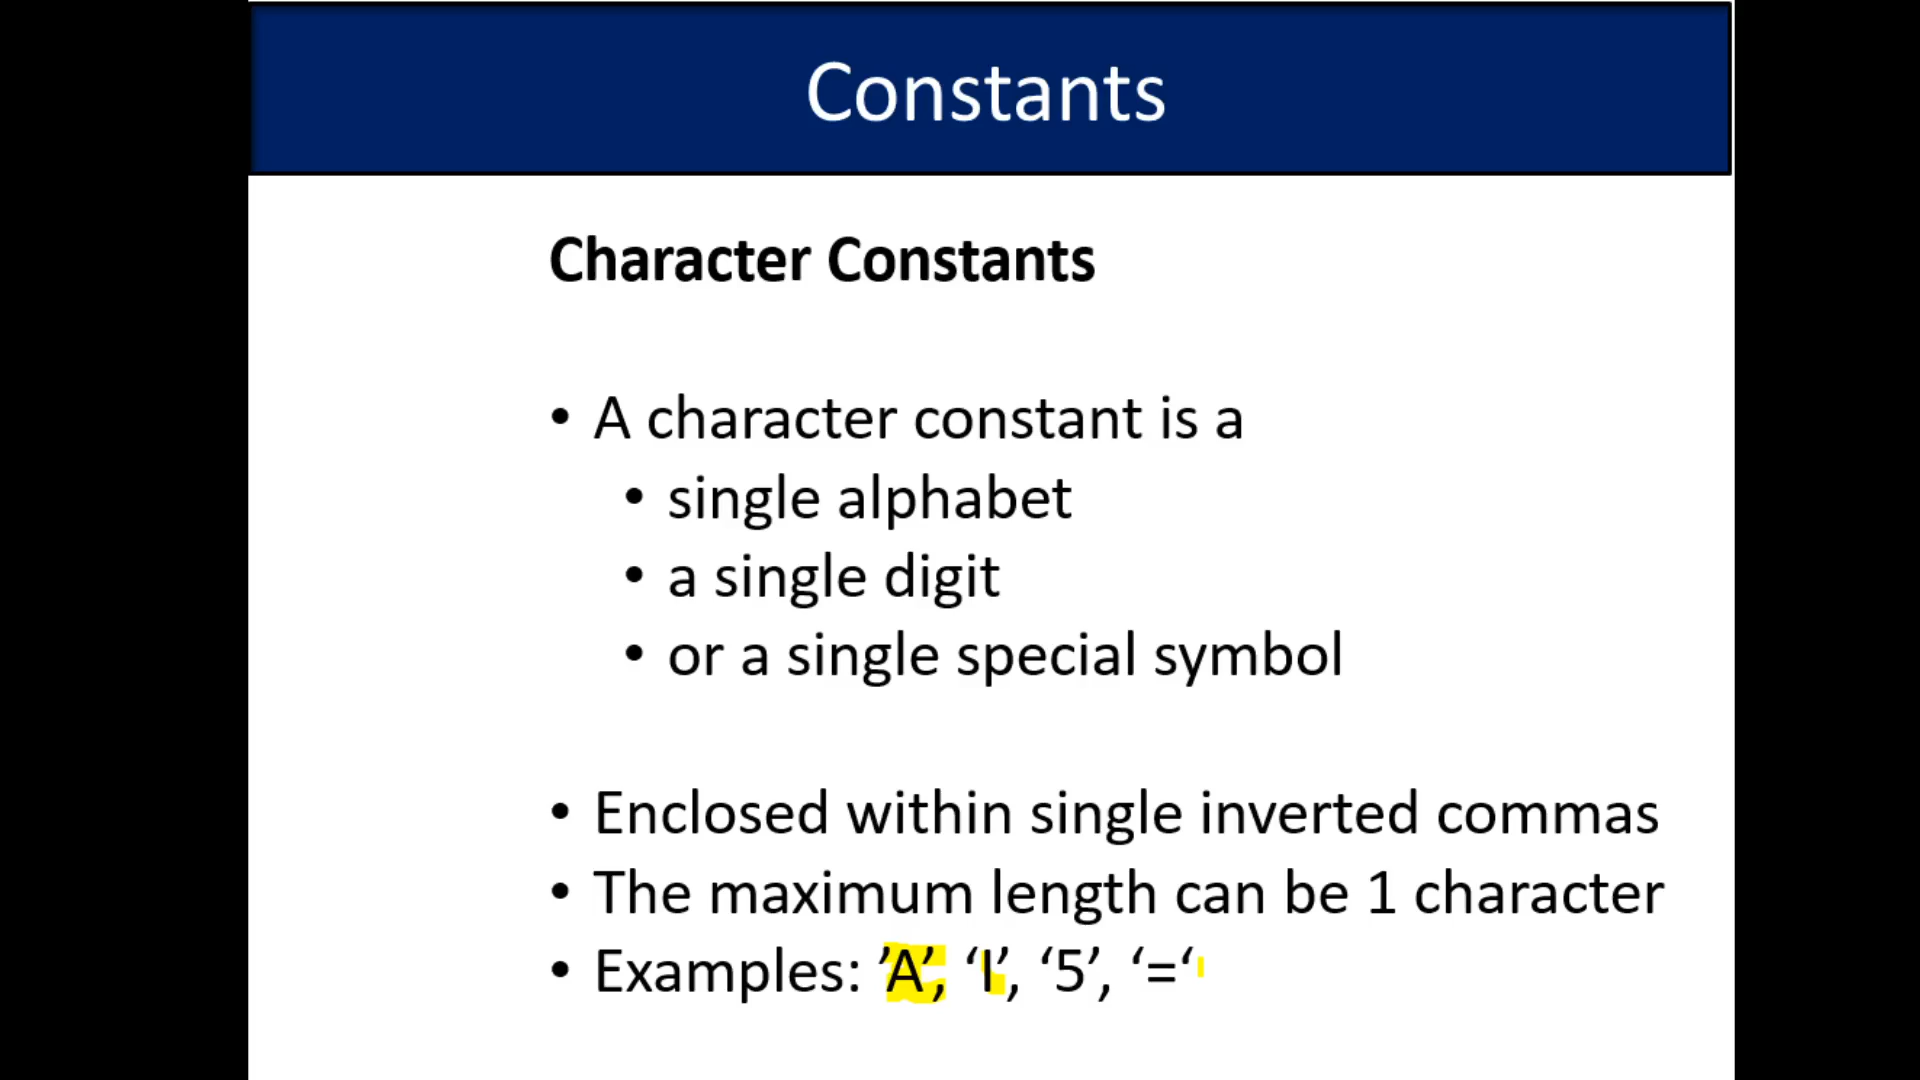 Constants
Character Constants
• A character constant is a
• single alphabet
• a single digit
• or a single special symbol
• Enclosed within single inverted commas
• The maximum length can be 1 character
• Examples: ’A’, ‘I’, ‘5’, ‘=‘